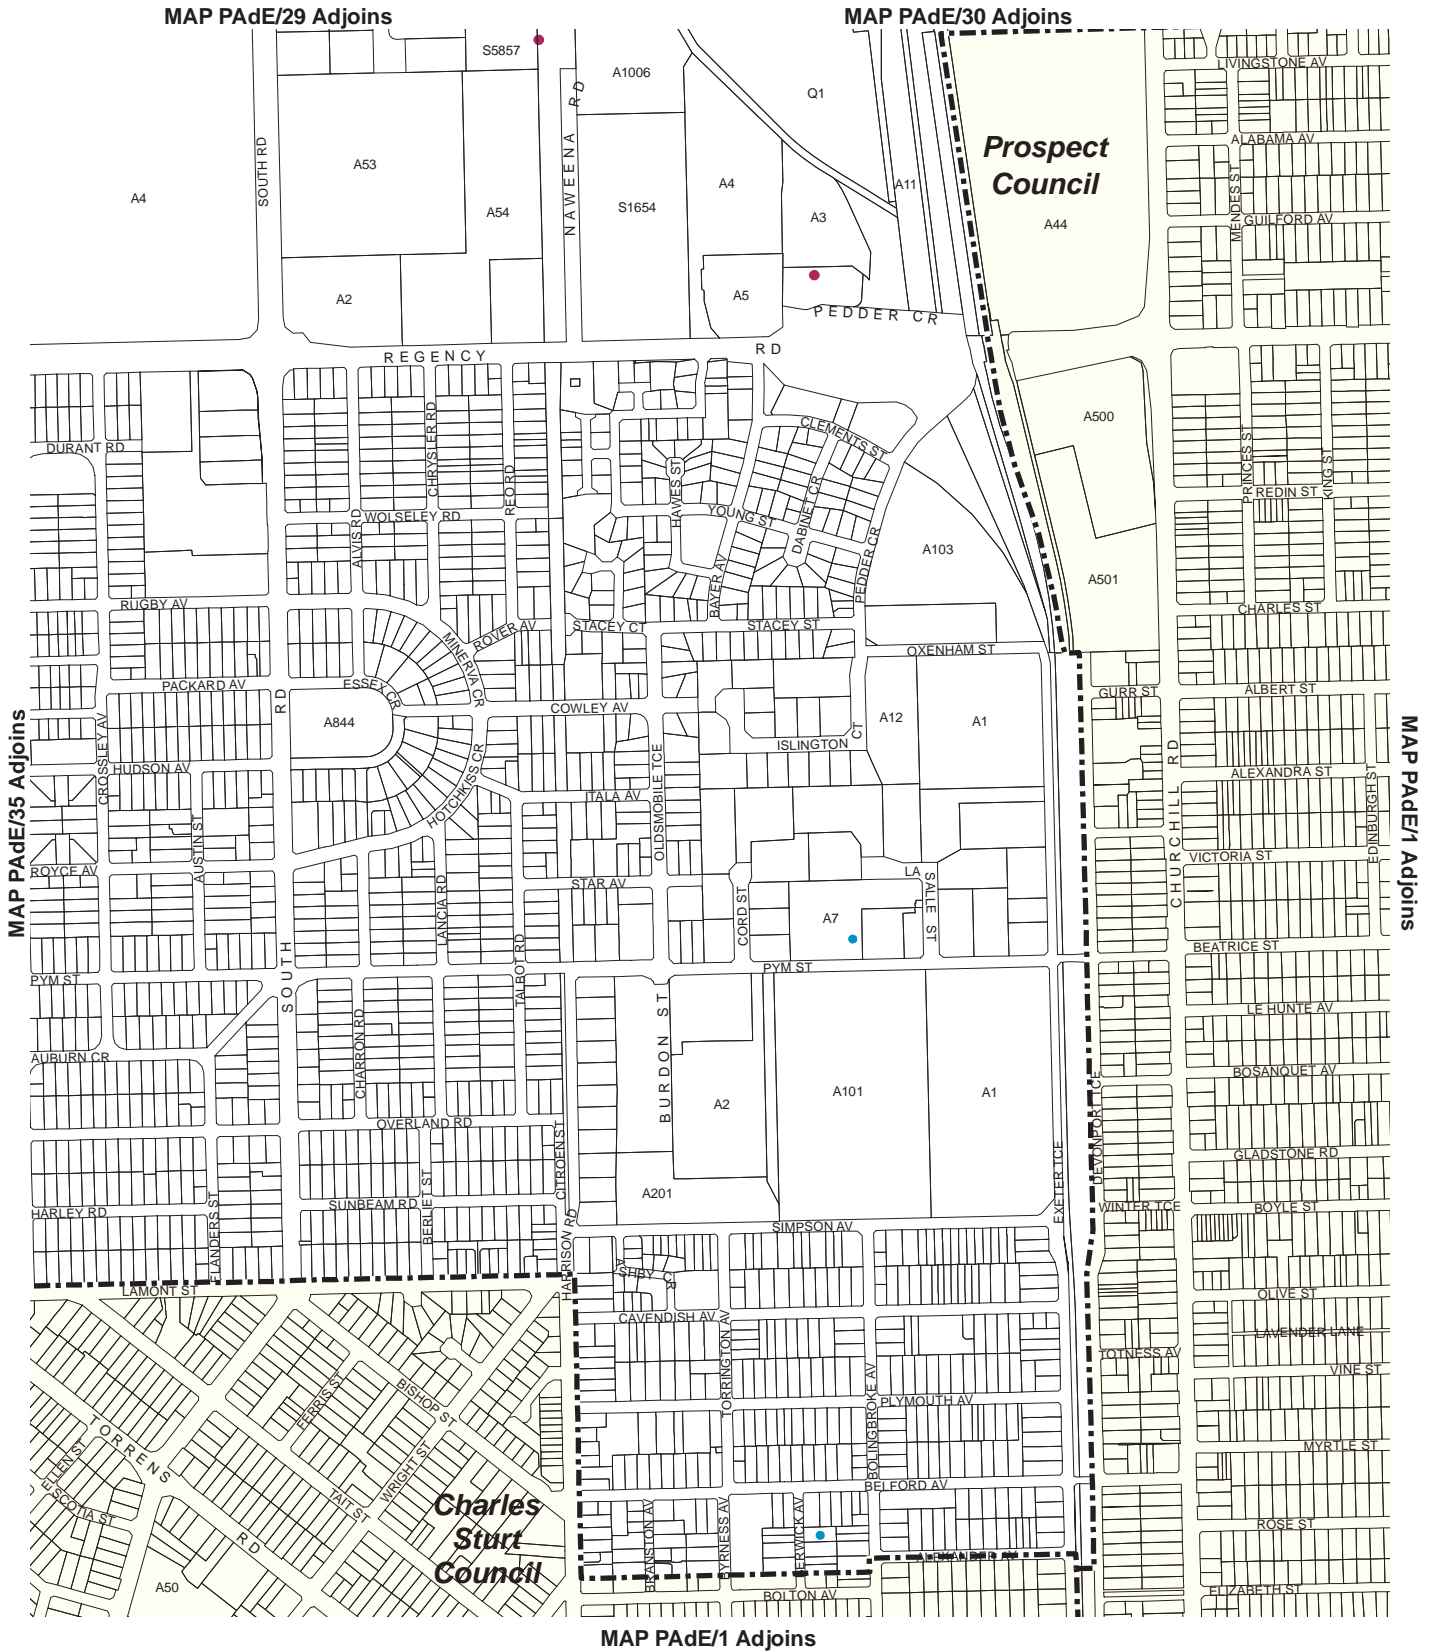 MAP PAdE/29 Adjoins
MAP PAdE/30 Adjoins
S5857
A1006
Q1
LIVINGSTONE AV
SOUTH RD
NAWEENA RD
Prospect
Council
ALABAMA AV
A53
A4
A4
A11
MENDES ST
A54
S1654
A3
A44
GUILFORD AV
A2
A5
PEDDER CR
REGENCY
RD
DURANT RD
CHRYSLER RD
REO RD
CLEMENTS ST
A500
PRINCES ST
KING ST
HAWES ST
REDIN ST
WOLSELEY RD
ALVIS RD
YOUNG ST
DABINET CR
A103
PEDDER CR
BAYER AV
A501
RUGBY AV
CHARLES ST
MINERVA CR
ROVER AV
STACEY CT
STACEY ST
OXENHAM ST
PACKARD AV
RD
ESSEX CR
GURR ST
ALBERT ST
COWLEY AV
A844
A12
A1
CT
ISLINGTON
RD
CROSSLEY AV
HUDSON AV
HOTCHKISS CR
OLDSMOBILE TCE
ALEXANDRA ST
EDINBURGH ST
ITALA AV
MAP PAdE/35 Adjoins
MAP PAdE/1 Adjoins
AUSTIN ST
CHURCHILL
VICTORIA ST
ROYCE AV
STAR AV
LA
SALLE ST
LANCIA RD
CORD ST
A7
BEATRICE ST
SOUTH
TALBOT RD
PYM ST
PYM ST
LE HUNTE AV
BURDON ST
CHARRON RD
AUBURN CR
BOSANQUET AV
A2
A101
A1
DEVONPORT TCE
OVERLAND RD
CITROEN ST
EXETER TCE
GLADSTONE RD
A201
BERLIET ST
SUNBEAM RD
WINTER TCE
BOYLE ST
HARLEY RD
FLANDERS ST
HARRISON RD
SIMPSON AV
ASHBY CR
LAMONT ST
OLIVE ST
CAVENDISH AV
TORRINGTON AV
LAVENDER LANE
TOTNESS AV
VINE ST
FERRIS ST
BISHOP ST
BOLINGBROKE AV
PLYMOUTH AV
TORRENS
RD
ELLEN ST
SCOTIA ST
WRIGHT ST
TAIT ST
MYRTLE ST
BELFORD AV
Charles
Sturt
Council
BRANSTON AV
BYRNESS AV
BERWICK AV
ROSE ST
ALEXANDER AV
A50
BOLTON AV
ELIZABETH ST
MAP PAdE/1 Adjoins